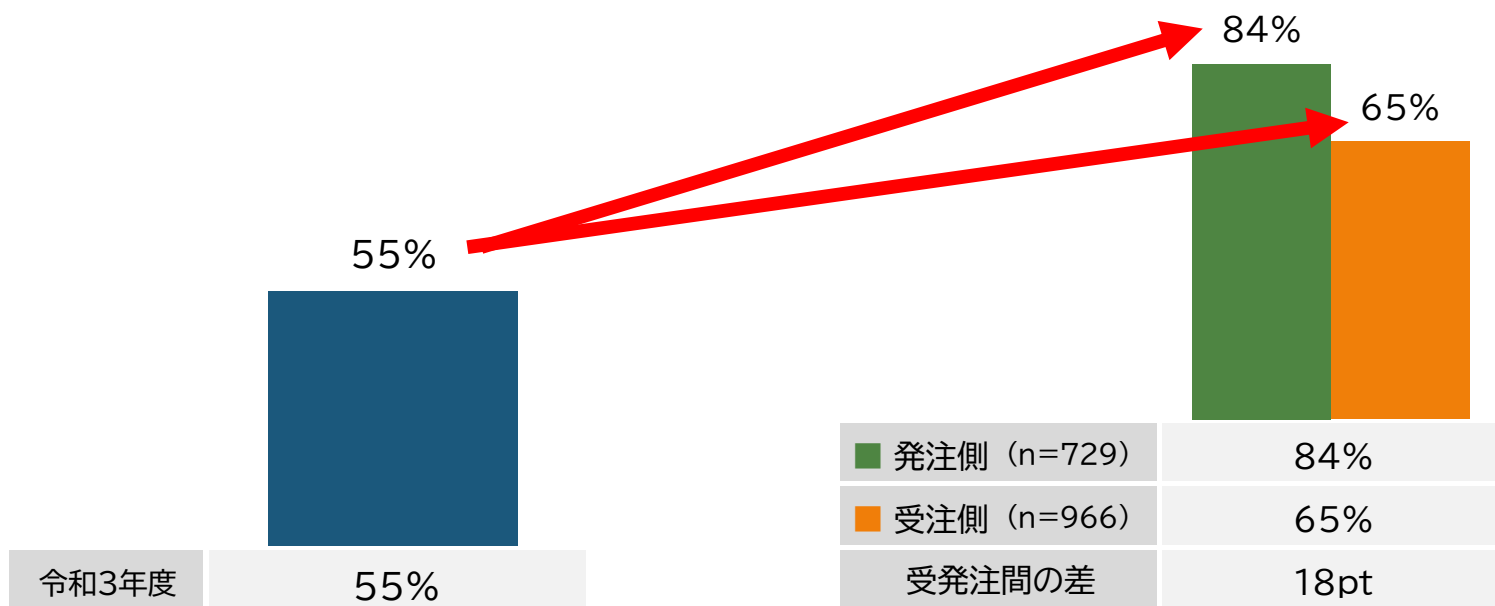 84%
65%
55%
発注側（n=729） 84%
受注側（n=966） 65%
受発注間の差 18pt
令和3年度 55%